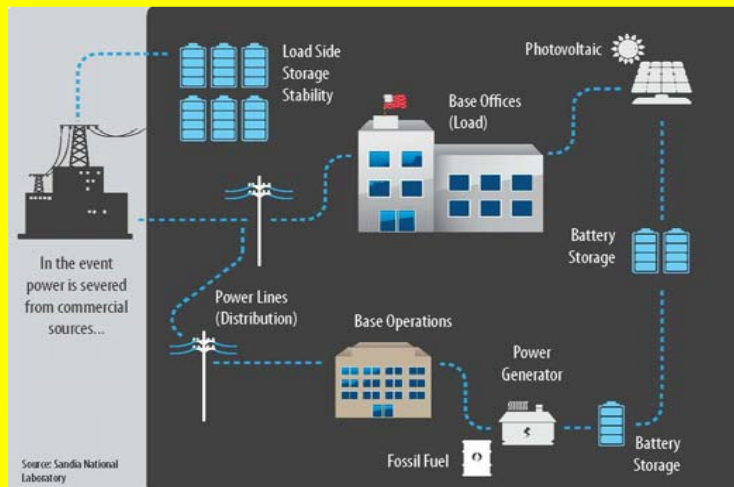 Load Side
Storage
Stability
Photovoltaic
Base Offices
(Load)
In the event
power is severed
from commercial
sources...
Battery
Storage
Power Lines
(Distribution)
Base Operations
Power
Generator
Fossil Fuel
Battery
Storage
Source: Sandia National
Laboratory